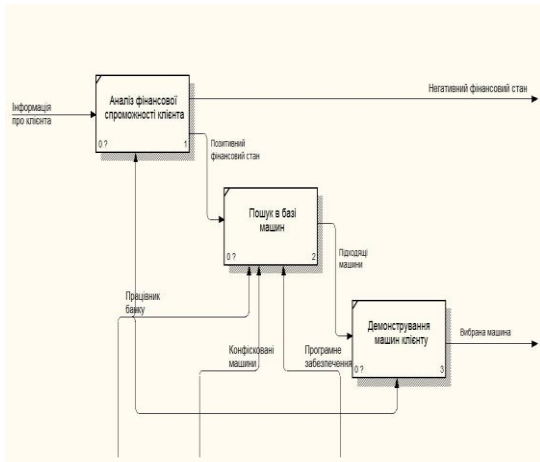 Негативний фінансовий стан
Аналіз фінансової
спроможності клієнта
Інформація
про клієнта
0 ?
1
Позитивний
фінансовий стан
Пошук в базі
машин
0 ?
2
Підходящі
машини
Працівник
банку
Демонстрування
машин клієнту
Вибрана машина
Конфісковані
машини
Програмне
забезпечення
0 ?
3